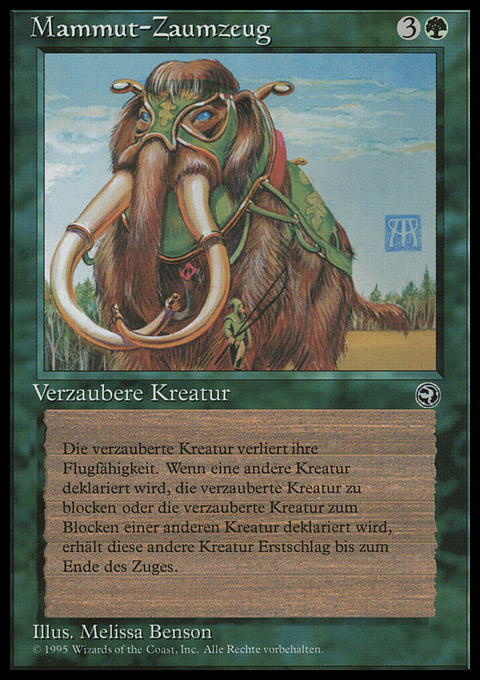 Mammut-Zaumzeug
3
Verzaubere Kreatur
Die verzauberte Kreatur verliert ihre
Flugfähigkeit. Wenn eine andere Kreatur
deklariert wird, die verzauberte Kreatur zu
blocken oder die verzauberte Kreatur zum
Blocken einer anderen Kreatur deklariert wird,
erhält diese andere Kreatur Erstschlag bis zum
Ende des Zuges.
Illus. Melissa Benson
© 1995 Wizards of the Coast, Inc. Alle Rechte vorbehalten.